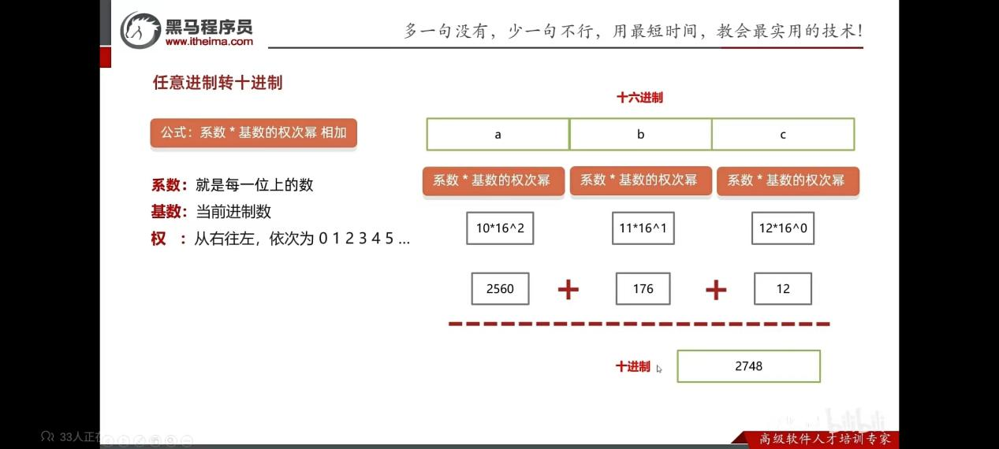 黑马程序员
www.itheima.com
多一句没有，少一句不行，用最短时间，教会最实用的技术！
任意进制转十进制
公式：系数 * 基数的权次幂 相加
系数：就是每一位上的数
基数：当前进制数
权 ：从右往左，依次为 0 1 2 3 4 5 ...
十六进制
a b c
系数 * 基数的权次幂 系数 * 基数的权次幂 系数 * 基数的权次幂
10*16^2 11*16^1 12*16^0
2560 + 176 + 12
十进制 2748
33人正在
bilibili
高级软件人才培训专家